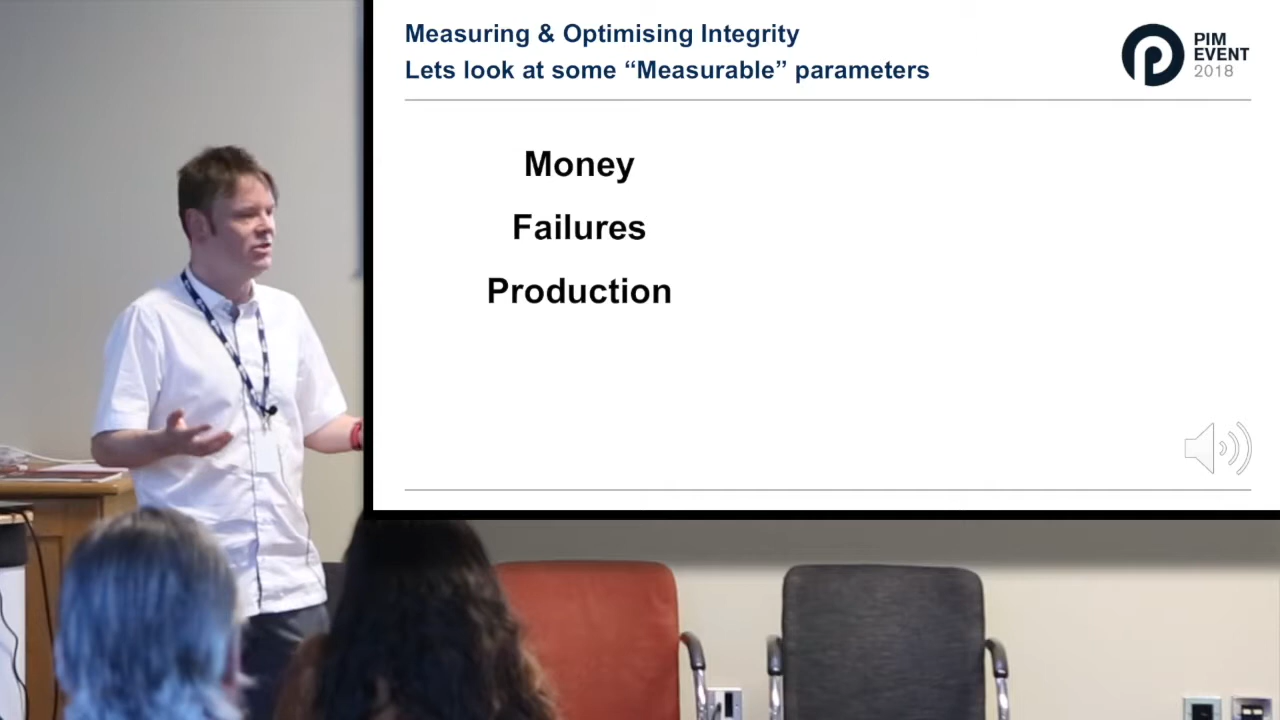 Measuring & Optimising Integrity
Lets look at some “Measurable” parameters
PIM
EVENT
2018
Money
Failures
Production